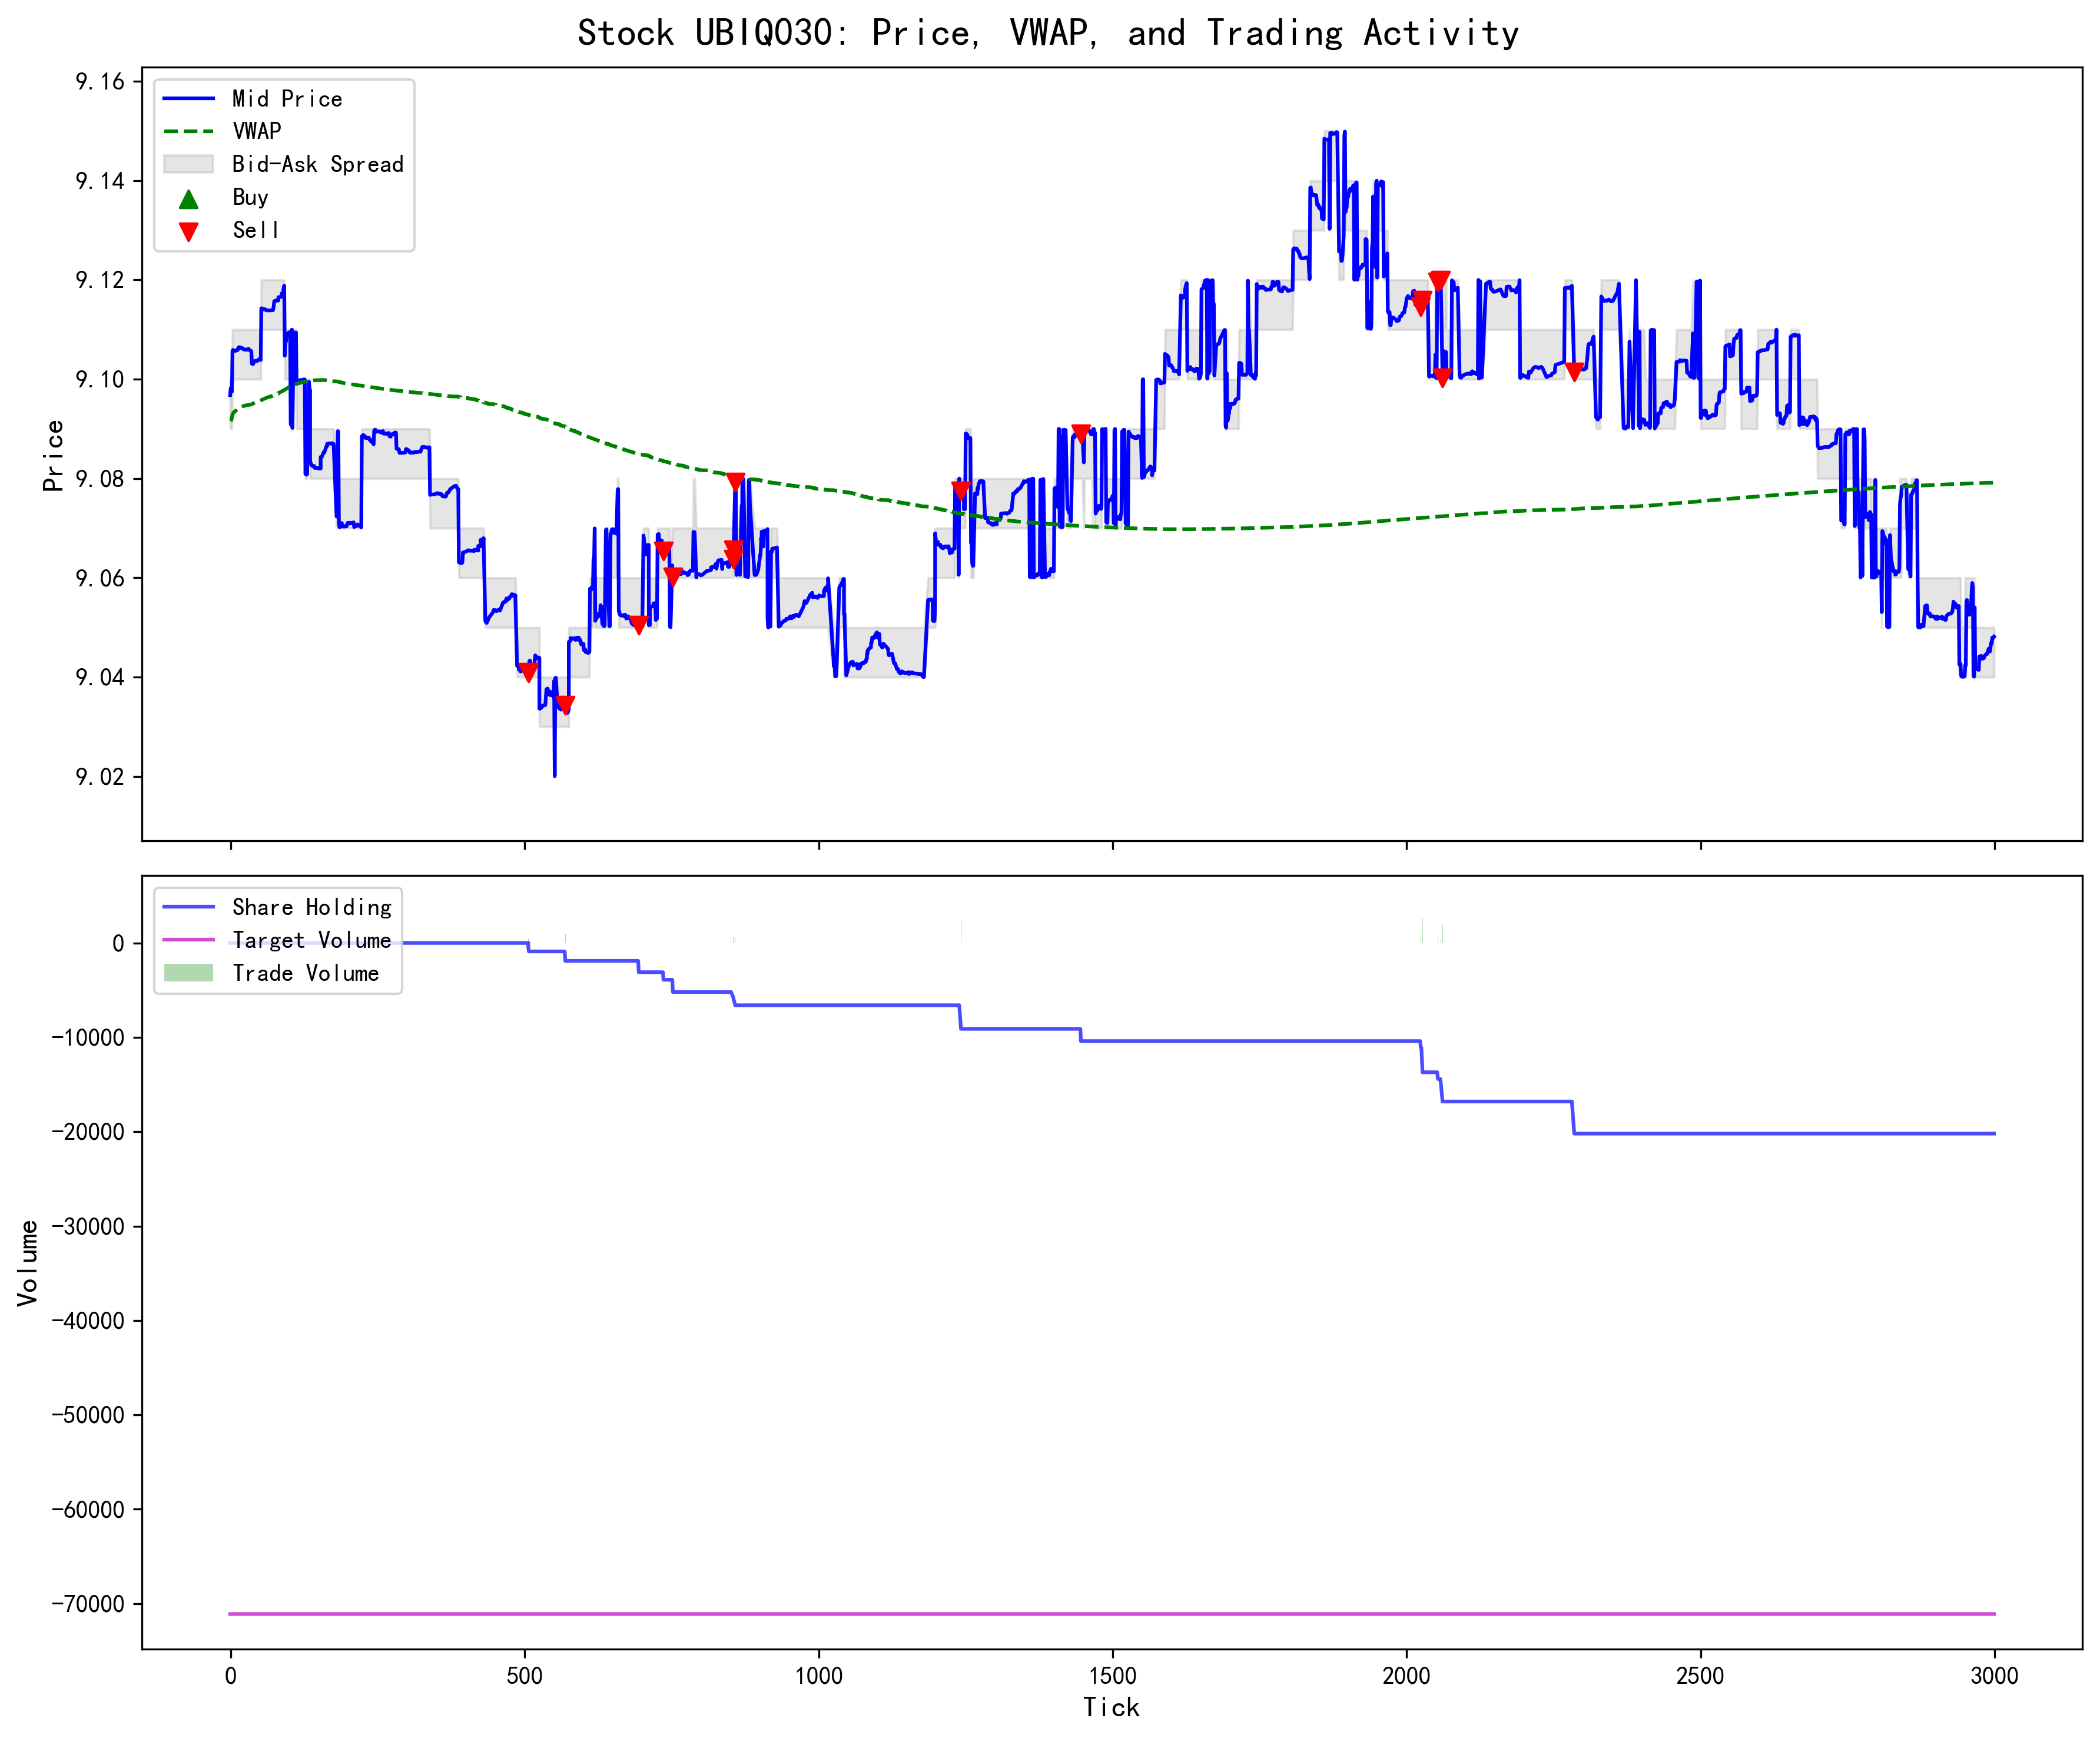 Stock UBIQ030: Price, VWAP, and Trading Activity
Mid Price
VWAP
Bid-Ask Spread
Buy
Sell
Price
9.16
9.14
9.12
9.10
9.08
9.06
9.04
9.02
Share Holding
Target Volume
Trade Volume
Volume
0
−10000
−20000
−30000
−40000
−50000
−60000
−70000
0 500 1000 1500 2000 2500 3000
Tick